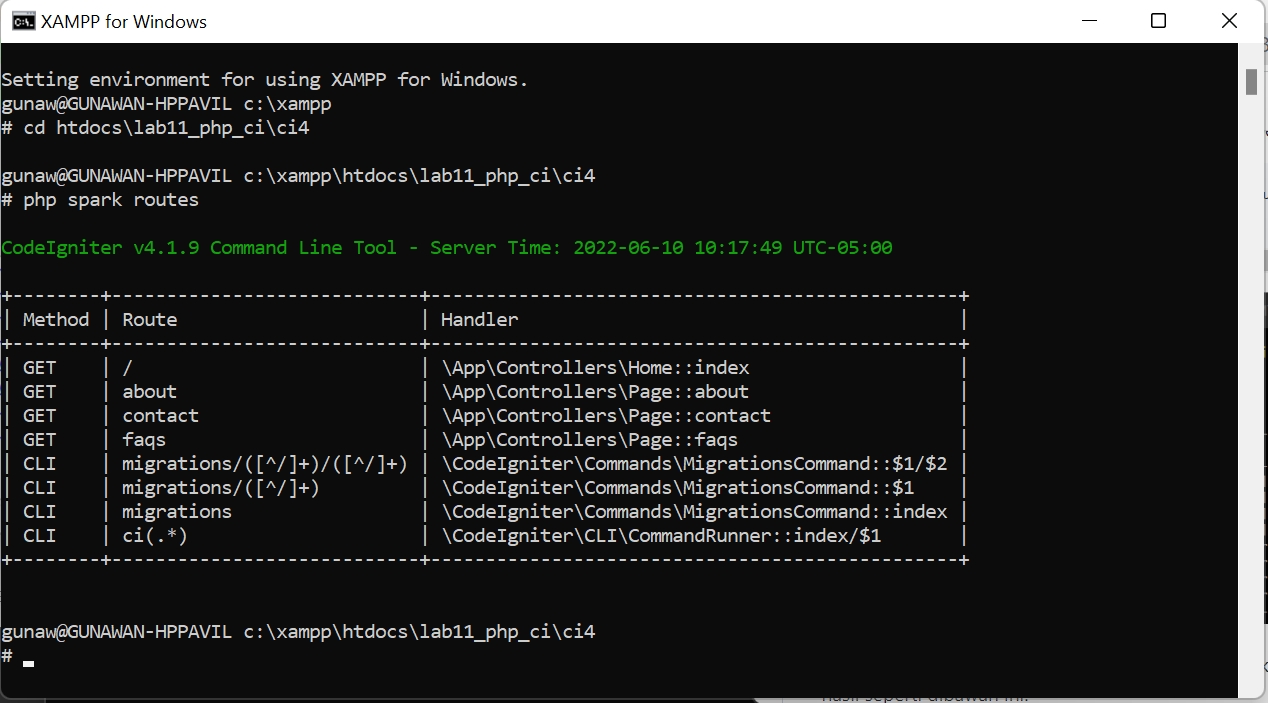 XAMPP for Windows
Setting environment for using XAMPP for Windows.
gunaw@GUNAWAN-HPPAVIL c:\xampp
# cd htdocs\lab11_php_ci\ci4
gunaw@GUNAWAN-HPPAVIL c:\xampp\htdocs\lab11_php_ci\ci4
# php spark routes
CodeIgniter v4.1.9 Command Line Tool - Server Time: 2022-06-10 10:17:49 UTC-05:00
+--------+----------------------------+------------------------------------------------+
| Method | Route                      | Handler                                        |
+--------+----------------------------+------------------------------------------------+
| GET    | /                          | \App\Controllers\Home::index                   |
| GET    | about                      | \App\Controllers\Page::about                   |
| GET    | contact                    | \App\Controllers\Page::contact                 |
| GET    | faqs                       | \App\Controllers\Page::faqs                    |
| CLI    | migrations/([^/]+)/([^/]+) | \CodeIgniter\Commands\MigrationsCommand::$1/$2 |
| CLI    | migrations/([^/]+)         | \CodeIgniter\Commands\MigrationsCommand::$1    |
| CLI    | migrations                 | \CodeIgniter\Commands\MigrationsCommand::index |
| CLI    | ci(.*)                     | \CodeIgniter\CLI\CommandRunner::index/$1       |
+--------+----------------------------+------------------------------------------------+
gunaw@GUNAWAN-HPPAVIL c:\xampp\htdocs\lab11_php_ci\ci4
#